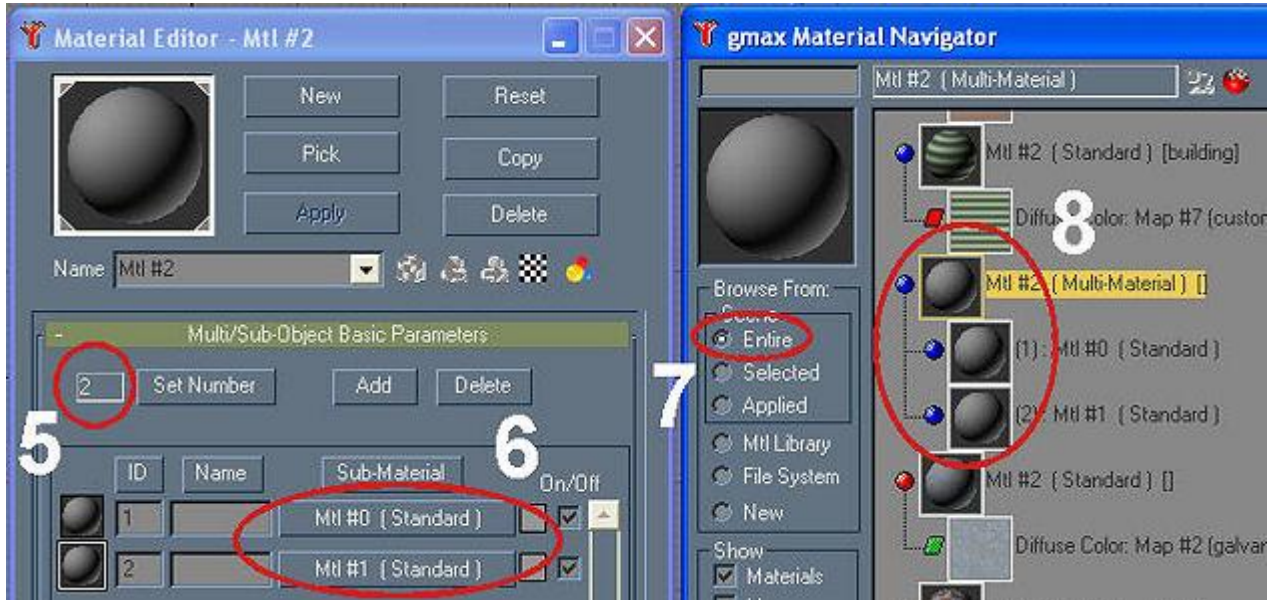 Material Editor - Mtl #2
New
Reset
Pick
Copy
Apply
Delete
Name Mtl #2
- Multi/Sub-Object Basic Parameters
5
2 Set Number Add Delete
6
ID Name Sub-Material On/Off
1 Mtl #0 ( Standard )
2 Mtl #1 ( Standard )
gmax Material Navigator
Mtl #2 ( Multi-Material )
Browse From:
Scene
7
Entire
Selected
Applied
Mtl Library
File System
New
Show
Materials
Mtl #2 ( Standard ) [building]
8
Diffuse Color: Map #7 (custom
Mtl #2 ( Multi-Material ) []
(1) : Mtl #0 ( Standard )
(2) : Mtl #1 ( Standard )
Mtl #2 ( Standard ) []
Diffuse Color: Map #2 (galvar